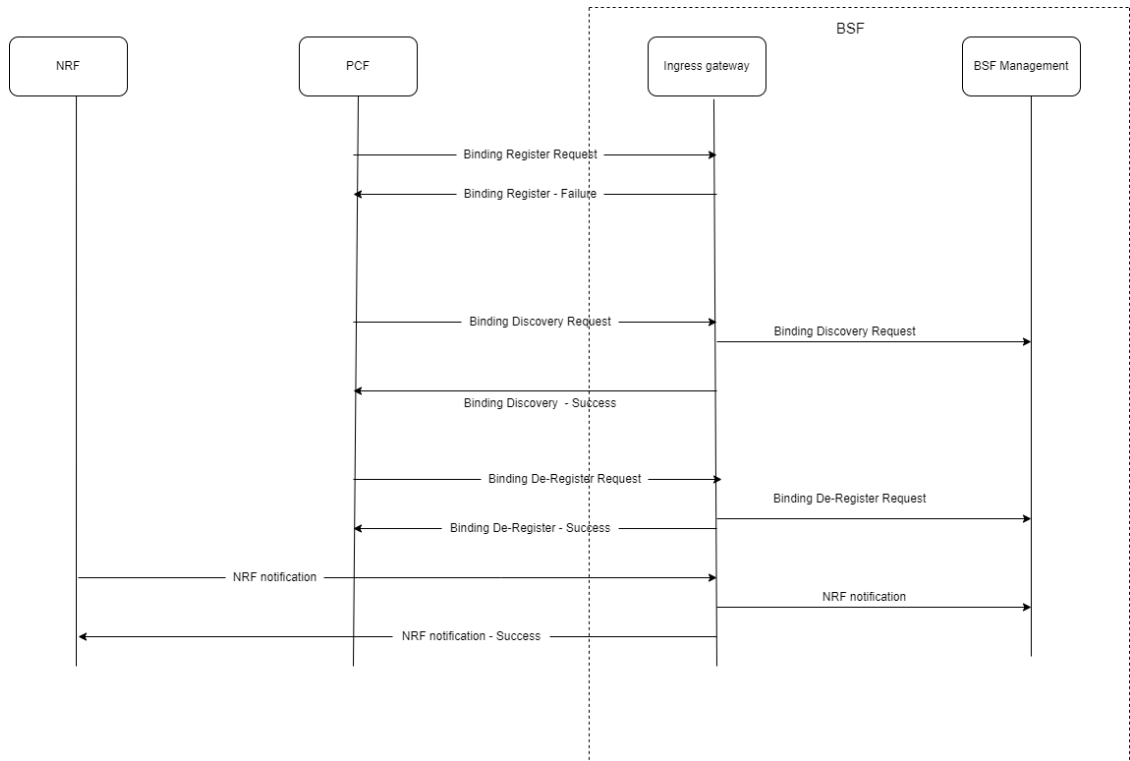 BSF
NRF
PCF
Ingress gateway
BSF Management
Binding Register Request
Binding Register - Failure
Binding Discovery Request
Binding Discovery Request
Binding Discovery - Success
Binding De-Register Request
Binding De-Register Request
Binding De-Register - Success
NRF notification
NRF notification
NRF notification - Success